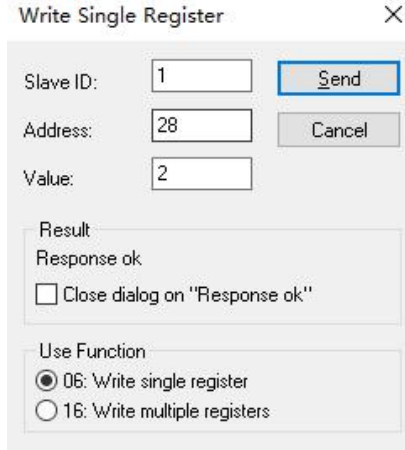 Write Single Register
Slave ID: 1 Send
Address: 28 Cancel
Value: 2
Result
Response ok
Close dialog on "Response ok"
Use Function
06: Write single register
16: Write multiple registers